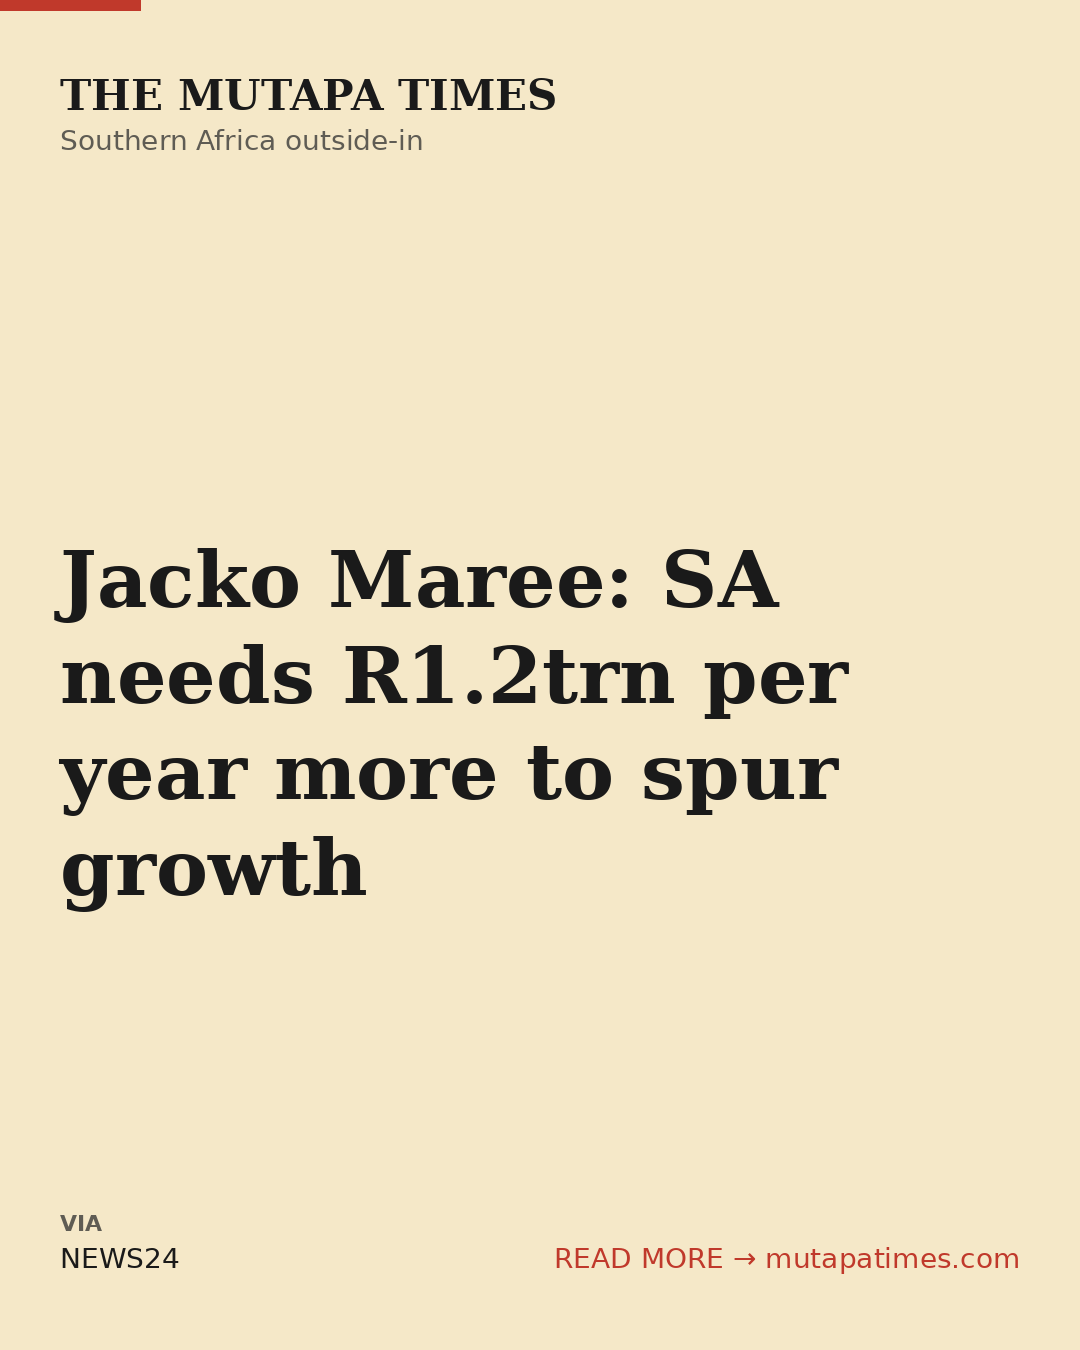 THE MUTAPA TIMES
Southern Africa outside-in
Jacko Maree: SA
needs R1.2trn per
year more to spur
growth
VIA
NEWS24
READ MORE → mutapatimes.com